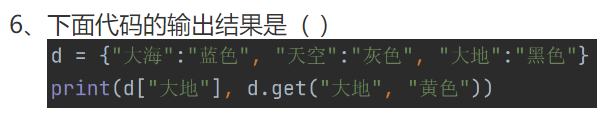 6、下面代码的输出结果是（ ）
d = {"大海":"蓝色", "天空":"灰色", "大地":"黑色"}
print(d["大地"], d.get("大地", "黄色"))